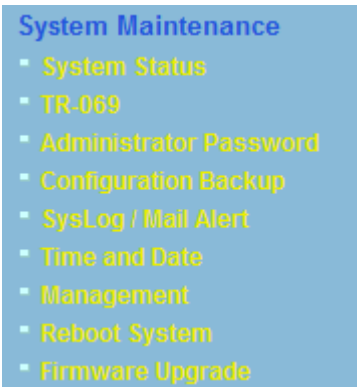 System Maintenance
System Status
TR-069
Administrator Password
Configuration Backup
SysLog / Mail Alert
Time and Date
Management
Reboot System
Firmware Upgrade